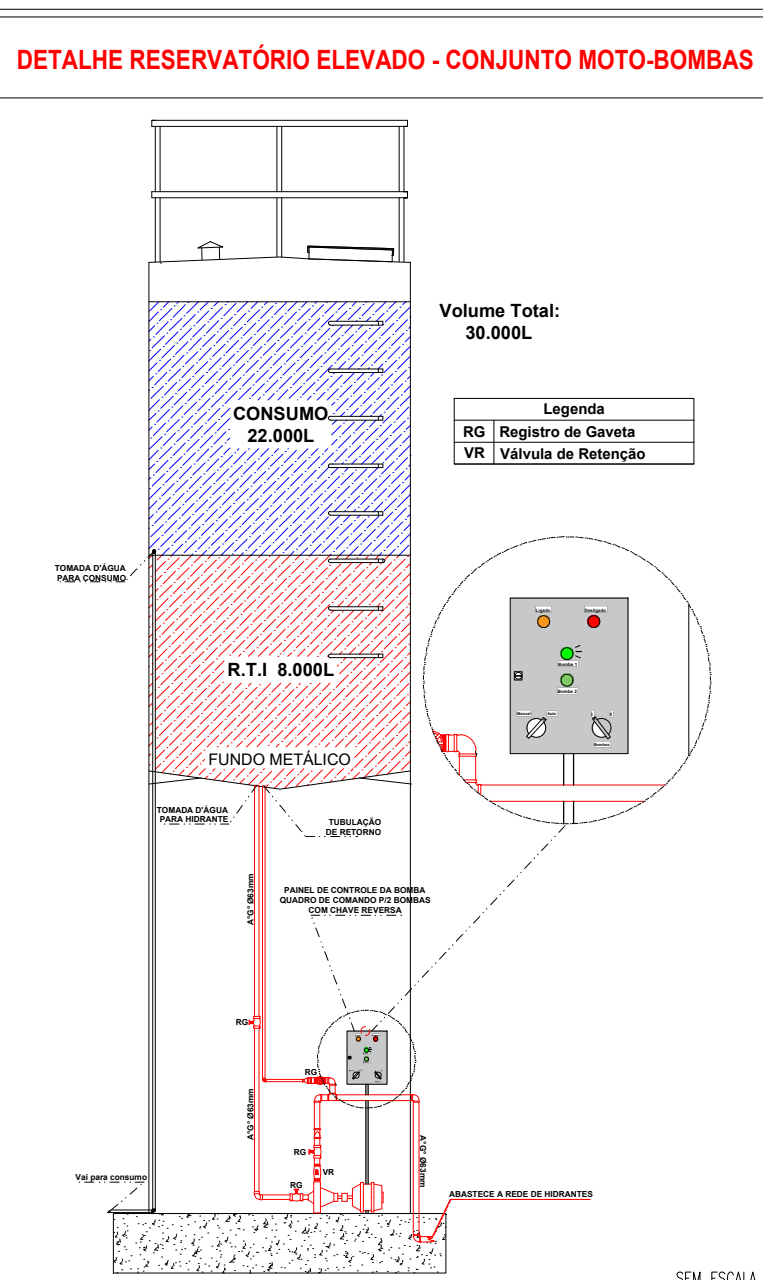 DETALHE RESERVATÓRIO ELEVADO - CONJUNTO MOTO-BOMBAS
Volume Total:
30.000L
CONSUMO
22.000L
Legenda
RG Registro de Gaveta
VR Válvula de Retenção
TOMADA D'ÁGUA
PARA CONSUMO
Ligado
Desligado
Bomba 1
Bomba 2
Manual
Auto
Bombas
R.T.I 8.000L
FUNDO METÁLICO
TOMADA D'ÁGUA
PARA HIDRANTE
TUBULAÇÃO
DE RETORNO
PAINEL DE CONTROLE DA BOMBA
QUADRO DE COMANDO P/2 BOMBAS
COM CHAVE REVERSA
A°G° Ø63mm
RG
RG
A°G° Ø63mm
RG
VR
RG
A°G° Ø63mm
Vai para consumo
ABASTECE A REDE DE HIDRANTES
SEM ESCALA